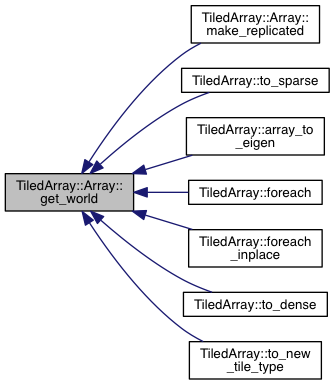 TiledArray::Array::
make_replicated
TiledArray::to_sparse
TiledArray::array_to
_eigen
TiledArray::Array::
get_world
TiledArray::foreach
TiledArray::foreach
_inplace
TiledArray::to_dense
TiledArray::to_new
_tile_type